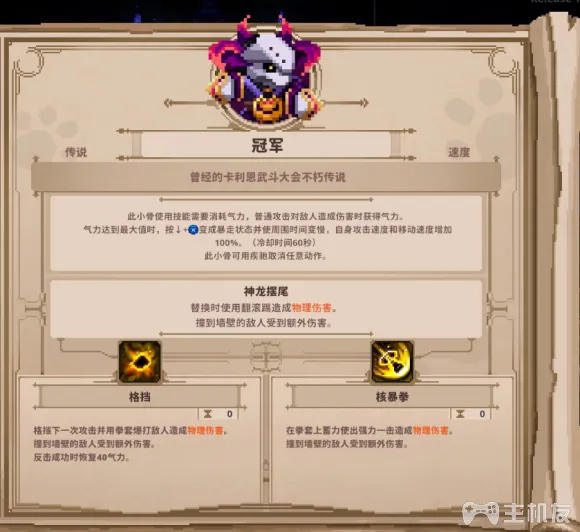 冠军
传说
速度
曾经的卡利恩武斗大会不朽传说
此小骨使用技能需要消耗气力，普通攻击对敌人造成伤害时获得气力。
气力达到最大值时，按↓+变成暴走状态并使周围时间变慢，自身攻击速度和移动速度增加
100%。（冷却时间60秒）
此小骨可用疾驰取消任意动作。
神龙摆尾
替换时使用翻滚踢造成物理伤害。
撞到墙壁的敌人受到额外伤害。
格挡
核暴拳
0
0
格挡下一次攻击并用拳套爆打敌人造成物理伤害。
撞到墙壁的敌人受到额外伤害。
反击成功时恢复40气力。
在拳套上蓄力使出强力一击造成物理伤害。
撞到墙壁的敌人受到额外伤害。
主机友